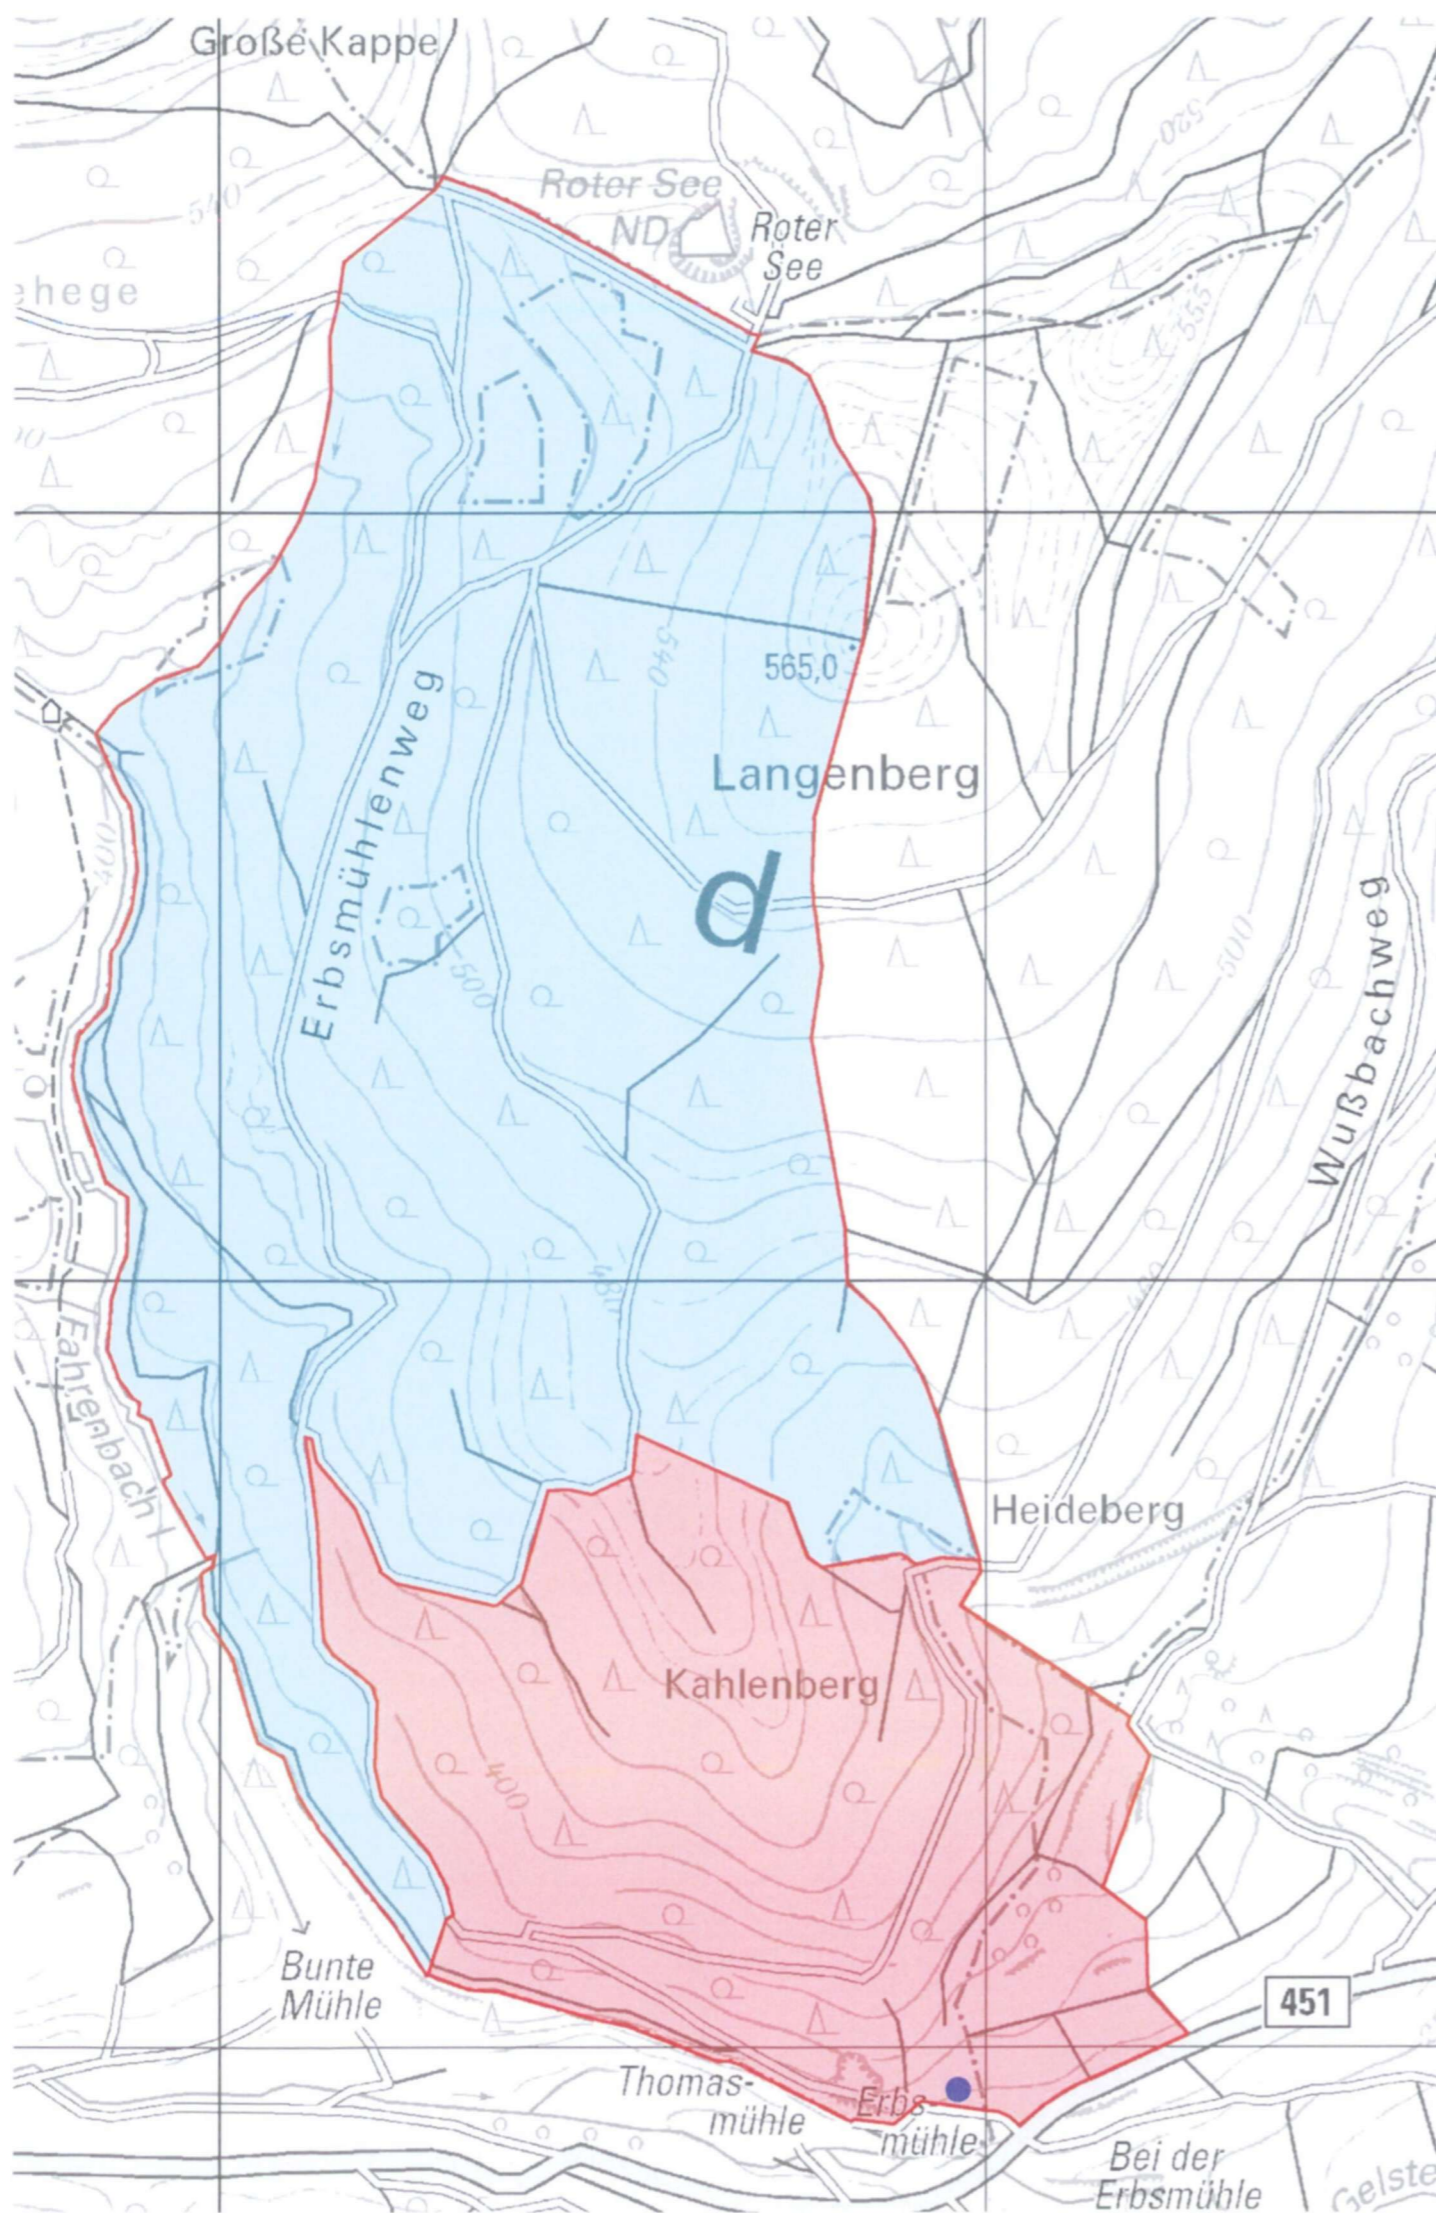 Große Kappe
520
Roter See
ND
Roter
See
540
ehege
555
540
565,0
Erbsmühlenweg
Langenberg
400
d
500
500
Wußbachweg
480
Fahrenbach
Heideberg
Kahlenberg
400
Bunte
Mühle
451
Thomas-
mühle
Erbs
mühle
Bei der
Erbsmühle
Gelste